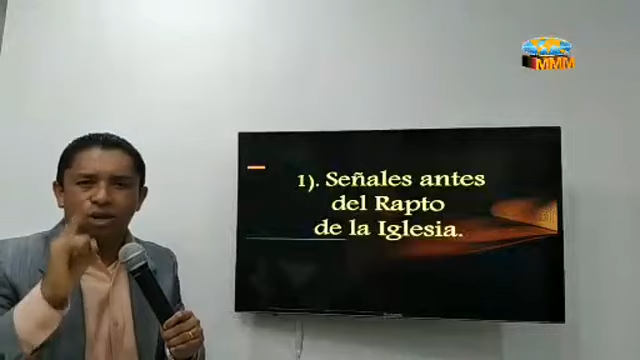 MMM
1). Señales antes
del Rapto
de la Iglesia.